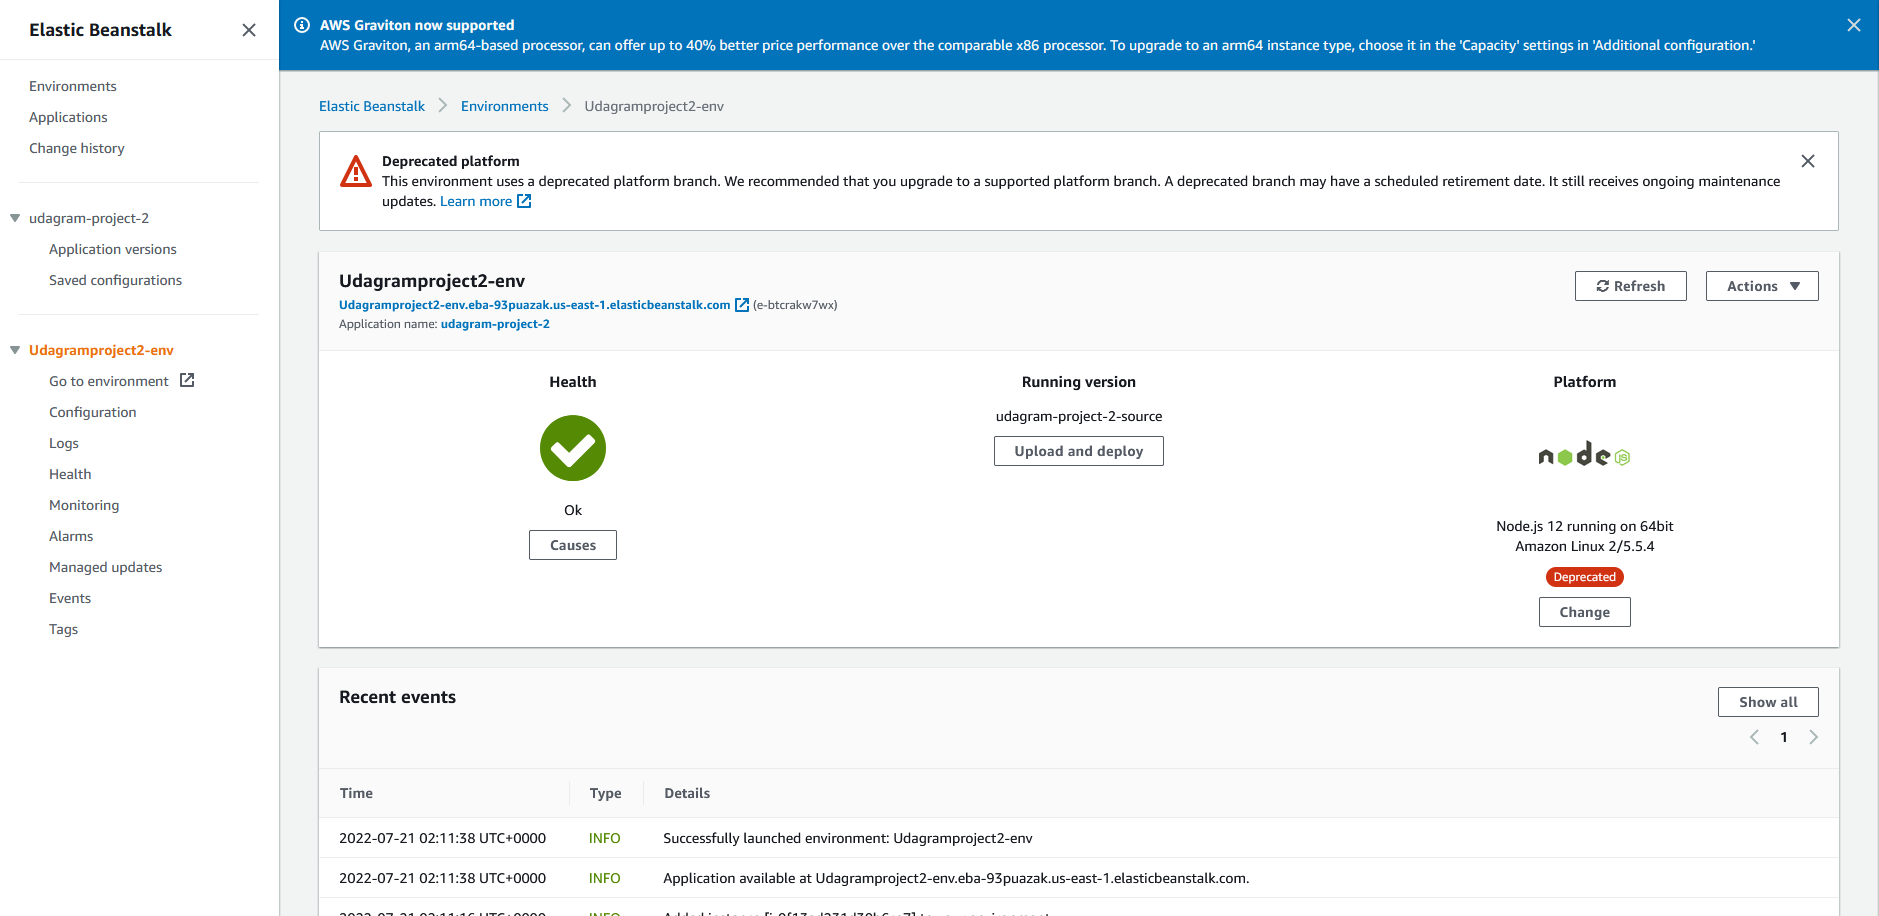 Elastic Beanstalk
Environments
Applications
Change history
udagram-project-2
Application versions
Saved configurations
Udagramproject2-env
Go to environment
Configuration
Logs
Health
Monitoring
Alarms
Managed updates
Events
Tags
AWS Graviton now supported
AWS Graviton, an arm64-based processor, can offer up to 40% better price performance over the comparable x86 processor. To upgrade to an arm64 instance type, choose it in the 'Capacity' settings in 'Additional configuration.'
Elastic Beanstalk Environments Udagramproject2-env
Deprecated platform
This environment uses a deprecated platform branch. We recommended that you upgrade to a supported platform branch. A deprecated branch may have a scheduled retirement date. It still receives ongoing maintenance
updates. Learn more
Udagramproject2-env
Refresh
Actions
Udagramproject2-env.eba-93puazak.us-east-1.elasticbeanstalk.com (e-btcrakw7wx)
Application name: udagram-project-2
Health
Ok
Causes
Running version
udagram-project-2-source
Upload and deploy
Platform
node JS
Node.js 12 running on 64bit
Amazon Linux 2/5.5.4
Deprecated
Change
Recent events
Show all
1
Time Type Details
2022-07-21 02:11:38 UTC+0000 INFO Successfully launched environment: Udagramproject2-env
2022-07-21 02:11:38 UTC+0000 INFO Application available at Udagramproject2-env.eba-93puazak.us-east-1.elasticbeanstalk.com.